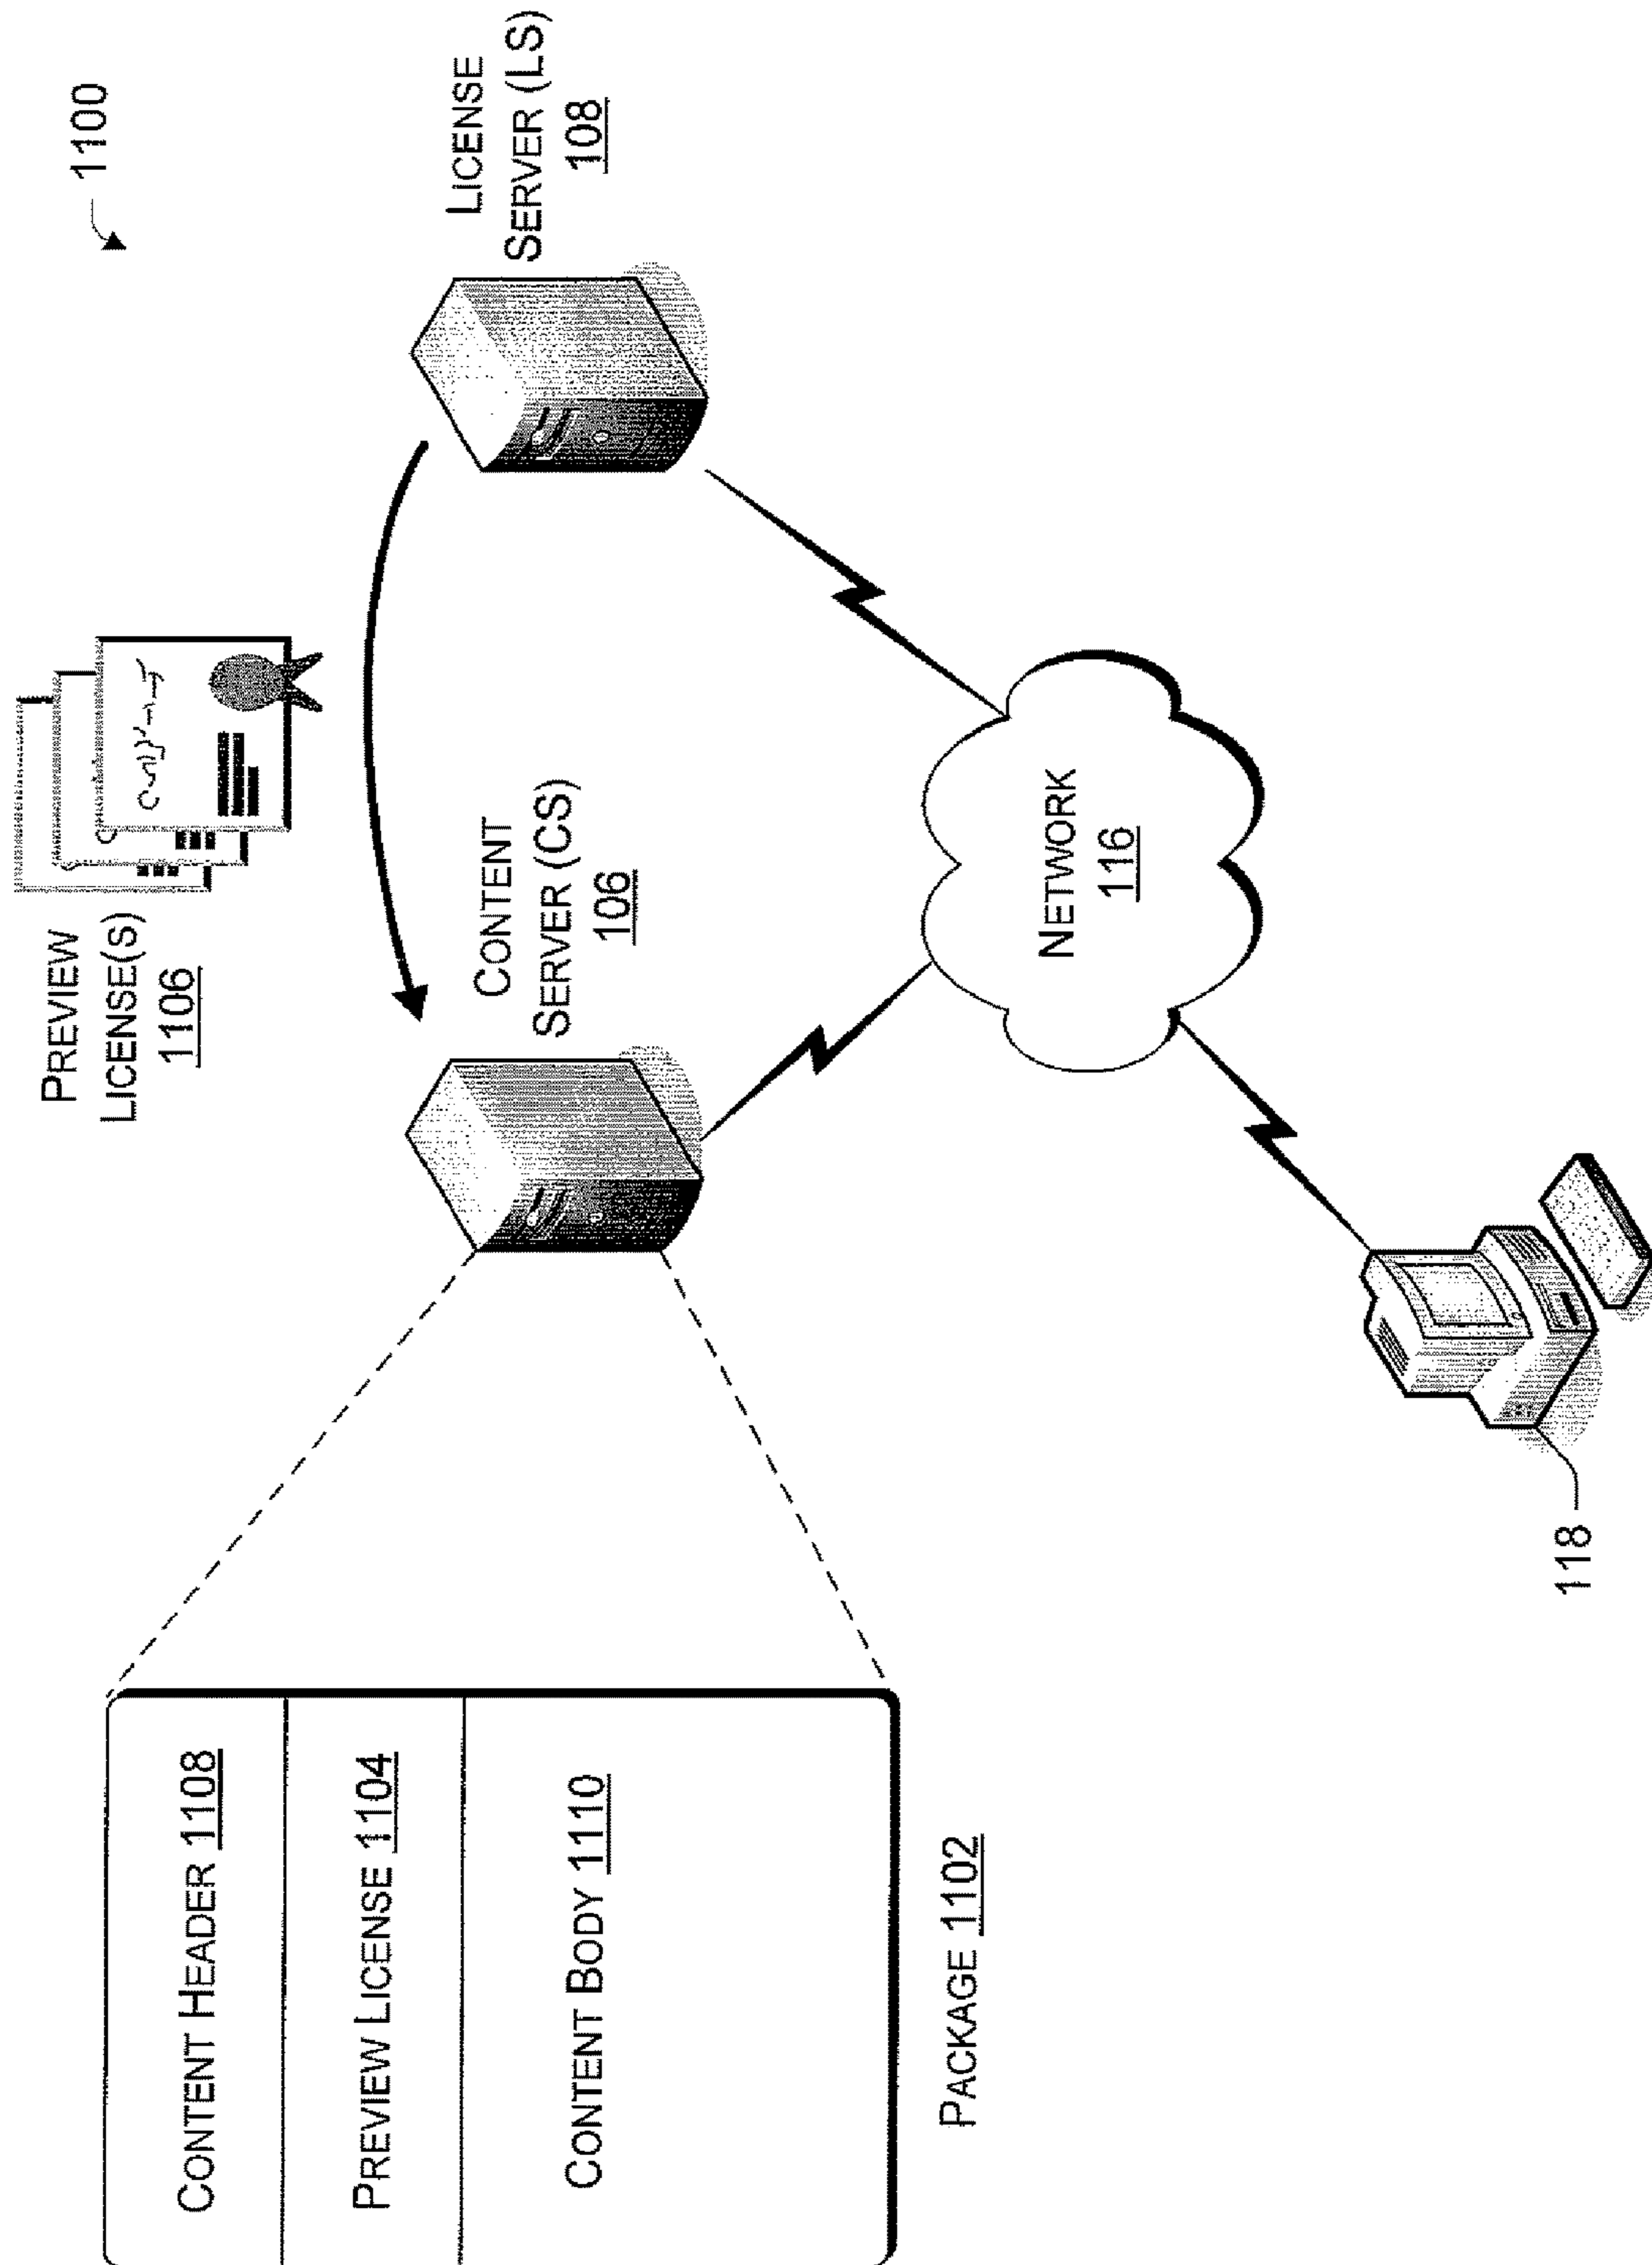 1100
PREVIEW
LICENSE(S)
1106
LICENSE
SERVER (LS)
108
CONTENT
SERVER (CS)
106
CONTENT HEADER 1108
PREVIEW LICENSE 1104
CONTENT BODY 1110
PACKAGE 1102
NETWORK
116
118